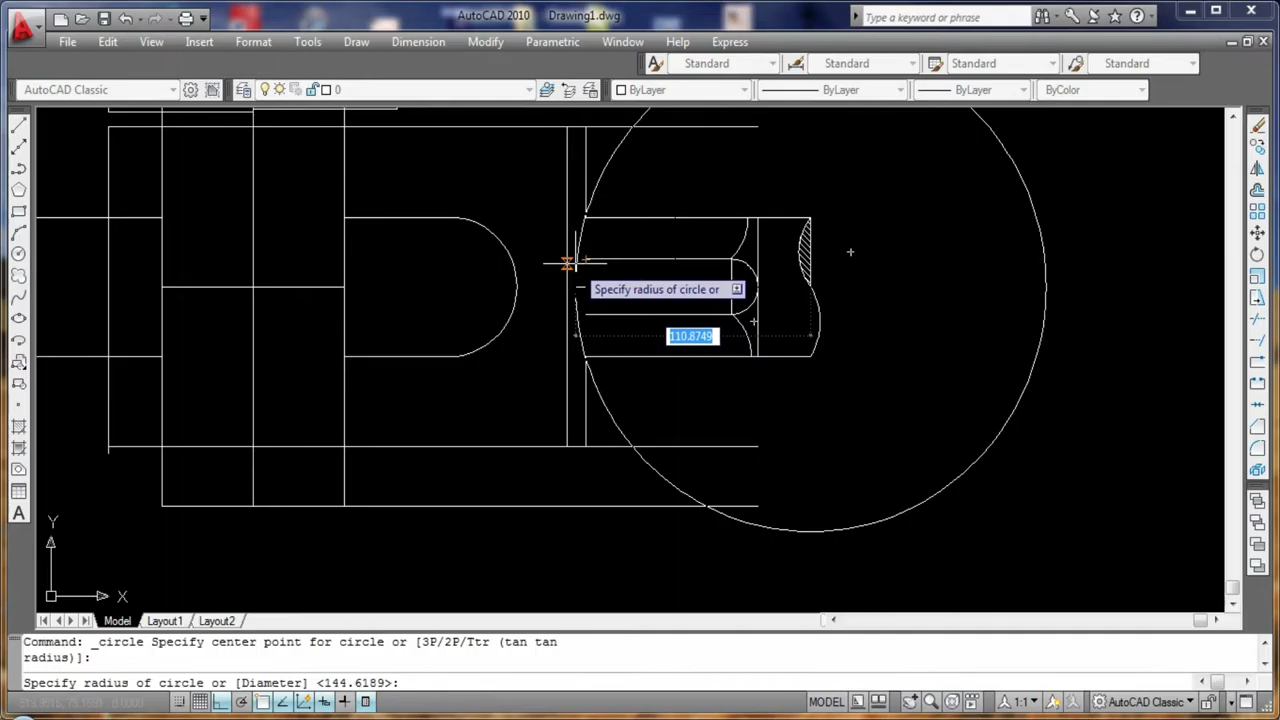 AutoCAD 2010 Drawing1.dwg
Type a keyword or phrase
File Edit View Insert Format Tools Draw Dimension Modify Parametric Window Help Express
Standard Standard Standard Standard
AutoCAD Classic
0
ByLayer ByLayer ByLayer ByColor
Specify radius of circle or
110.8749
Y
X
Model Layout1 Layout2
Command: _circle Specify center point for circle or [3P/2P/Ttr (tan tan
radius)]:
Specify radius of circle or [Diameter] <144.6189>:
MODEL 1:1 AutoCAD Classic